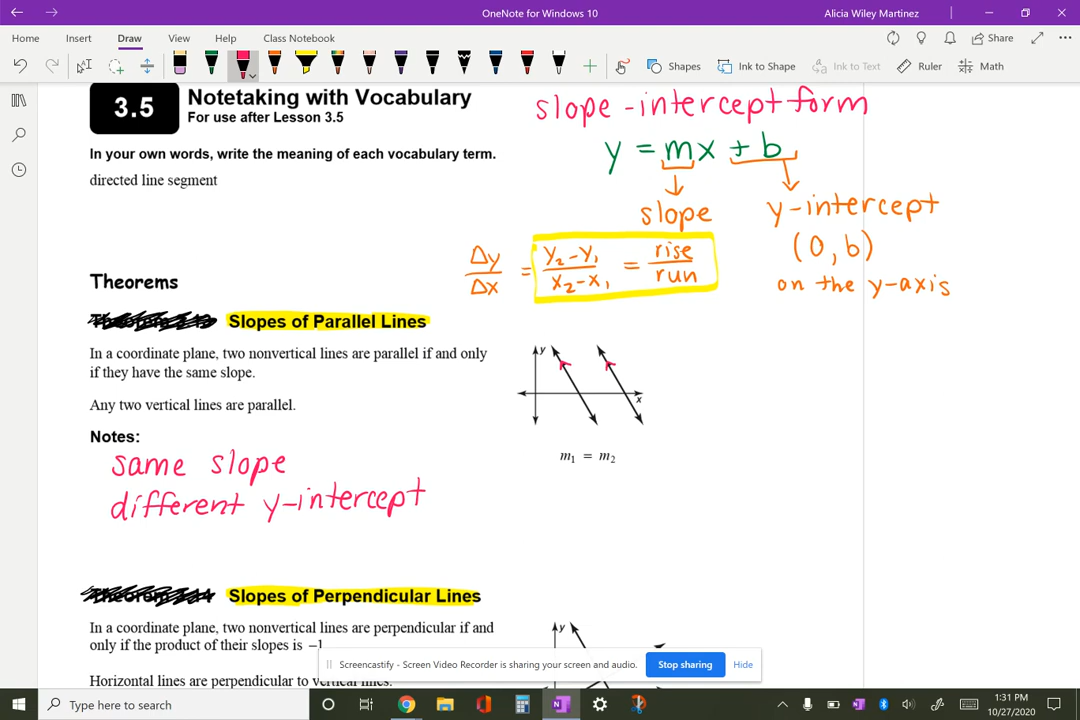 OneNote for Windows 10
Alicia Wiley Martinez
Home Insert Draw View Help Class Notebook
Share
Shapes Ink to Shape Ink to Text Ruler Math
3.5
Notetaking with Vocabulary
For use after Lesson 3.5
slope-intercept form
y = mx + b
In your own words, write the meaning of each vocabulary term.
directed line segment
slope
y-intercept
(0, b)
on the y-axis
Δy/Δx = y₂-y₁/x₂-x₁ = rise/run
Theorems
Slopes of Parallel Lines
In a coordinate plane, two nonvertical lines are parallel if and only
if they have the same slope.
Any two vertical lines are parallel.
y
x
m₁ = m₂
Notes:
same slope
different y-intercept
Slopes of Perpendicular Lines
In a coordinate plane, two nonvertical lines are perpendicular if and
only if the product of their slopes is −1
y
Horizontal lines are perpendicular to vertical lines.
Screencastify - Screen Video Recorder is sharing your screen and audio.
Stop sharing
Hide
Type here to search
1:31 PM
10/27/2020